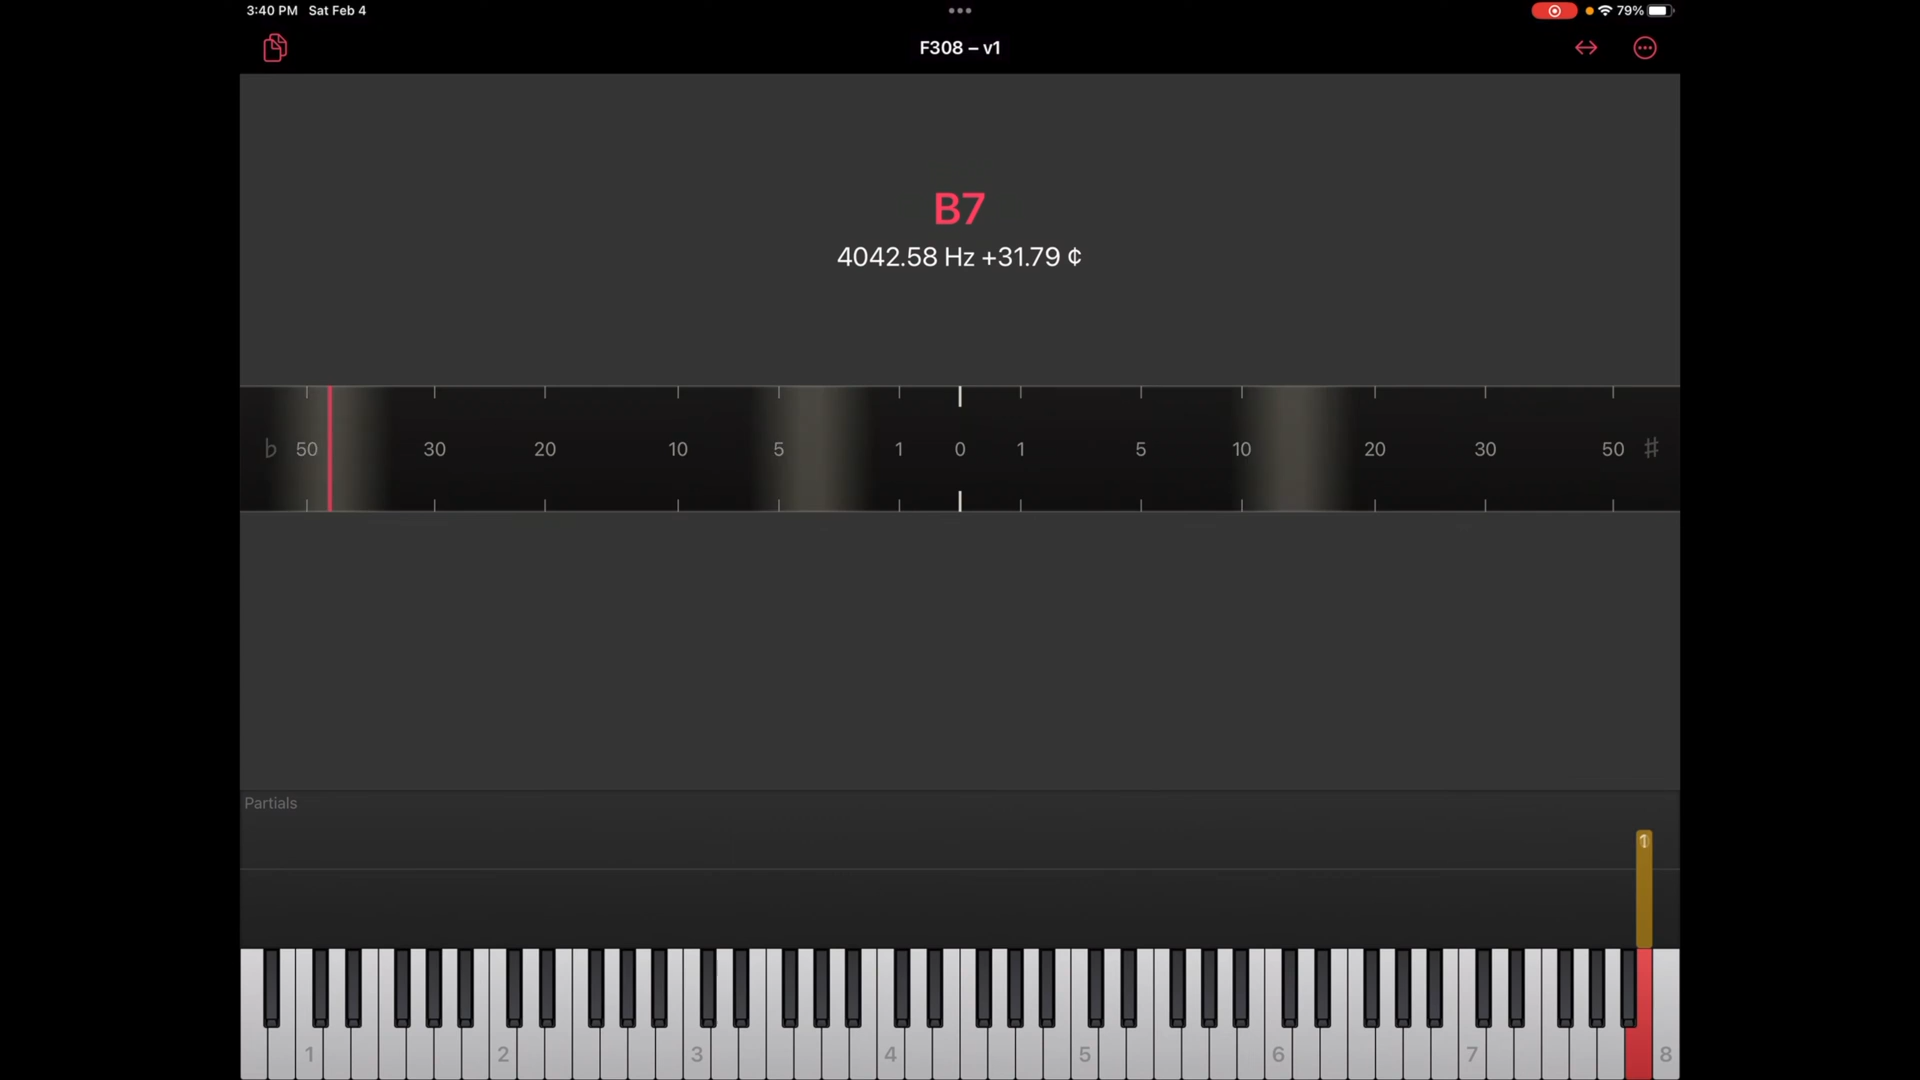 3:40 PM Sat Feb 4
79%
F308 – v1
B7
4042.58 Hz +31.79 ¢
♭ 50 30 20 10 5 1 0 1 5 10 20 30 50 ♯
Partials
1
1 2 3 4 5 6 7 8